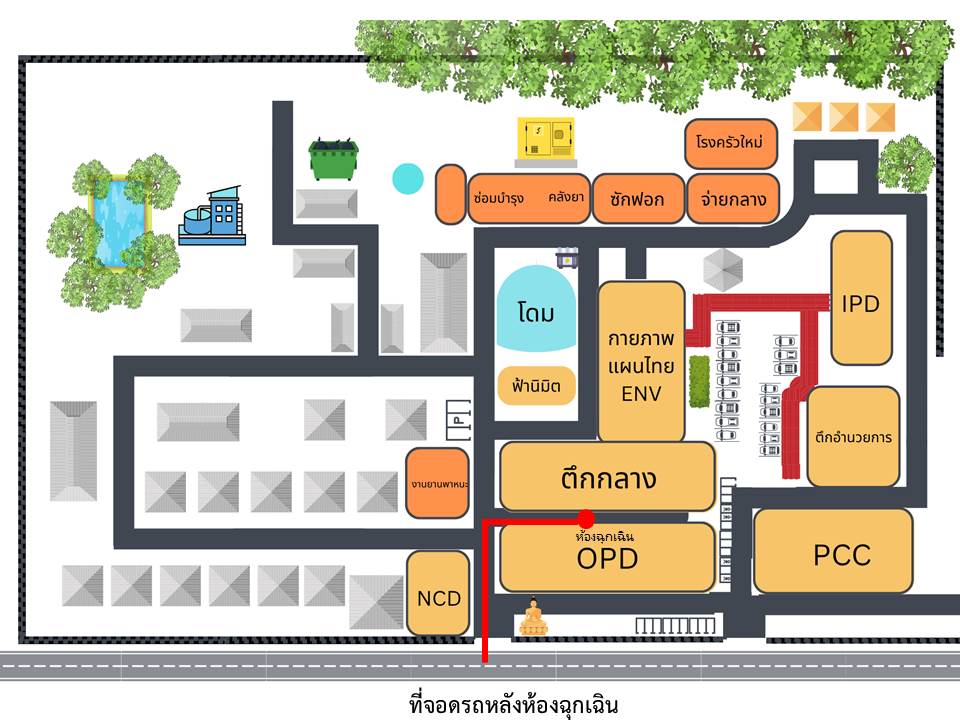 โรงครัวใหม่
ซ่อมบำรุง
คลังยา
ซักฟอก
จ่ายกลาง
โดม
ฟ้านิมิต
กายภาพ
แผนไทย
ENV
IPD
ตึกอำนวยการ
P
งานยานพาหนะ
ตึกกลาง
ห้องฉุกเฉิน
OPD
PCC
NCD
ที่จอดรถหลังห้องฉุกเฉิน